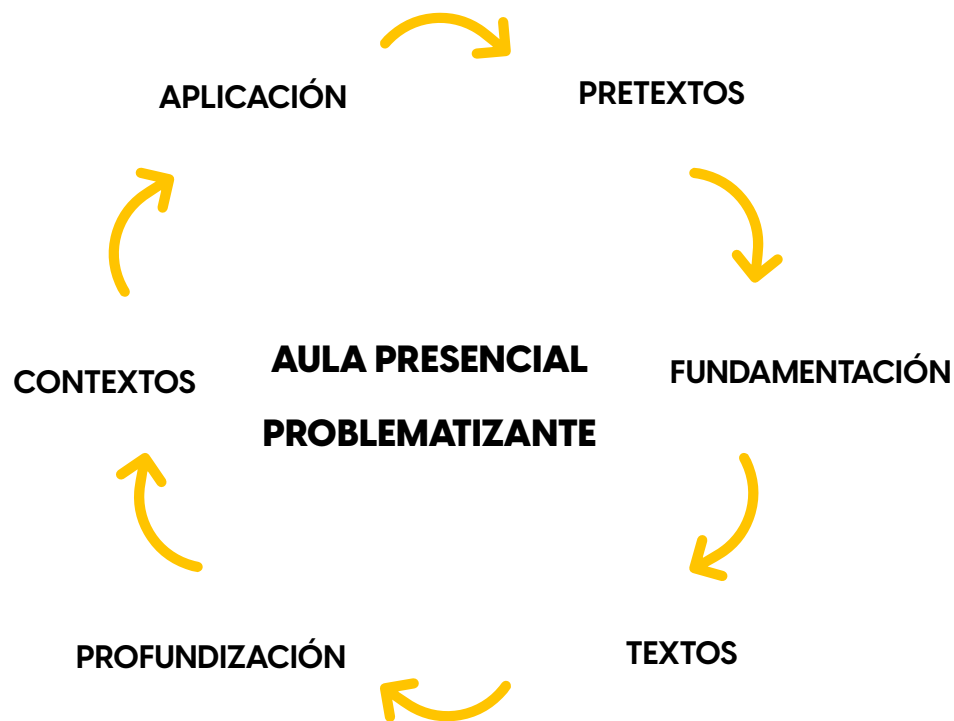 APLICACIÓN
PRETEXTOS
AULA PRESENCIAL
PROBLEMATIZANTE
CONTEXTOS
FUNDAMENTACIÓN
PROFUNDIZACIÓN
TEXTOS